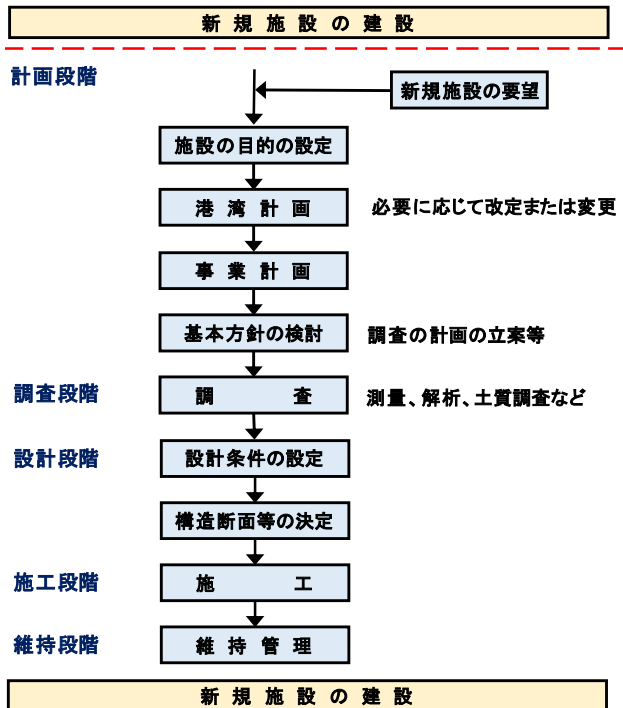 新規施設の建設
計画段階
新規施設の要望
施設の目的の設定
港湾計画
必要に応じて改定または変更
事業計画
基本方針の検討
調査の計画の立案等
調査段階
調査
測量、解析、土質調査など
設計段階
設計条件の設定
構造断面等の決定
施工段階
施工
維持段階
維持管理
新規施設の建設